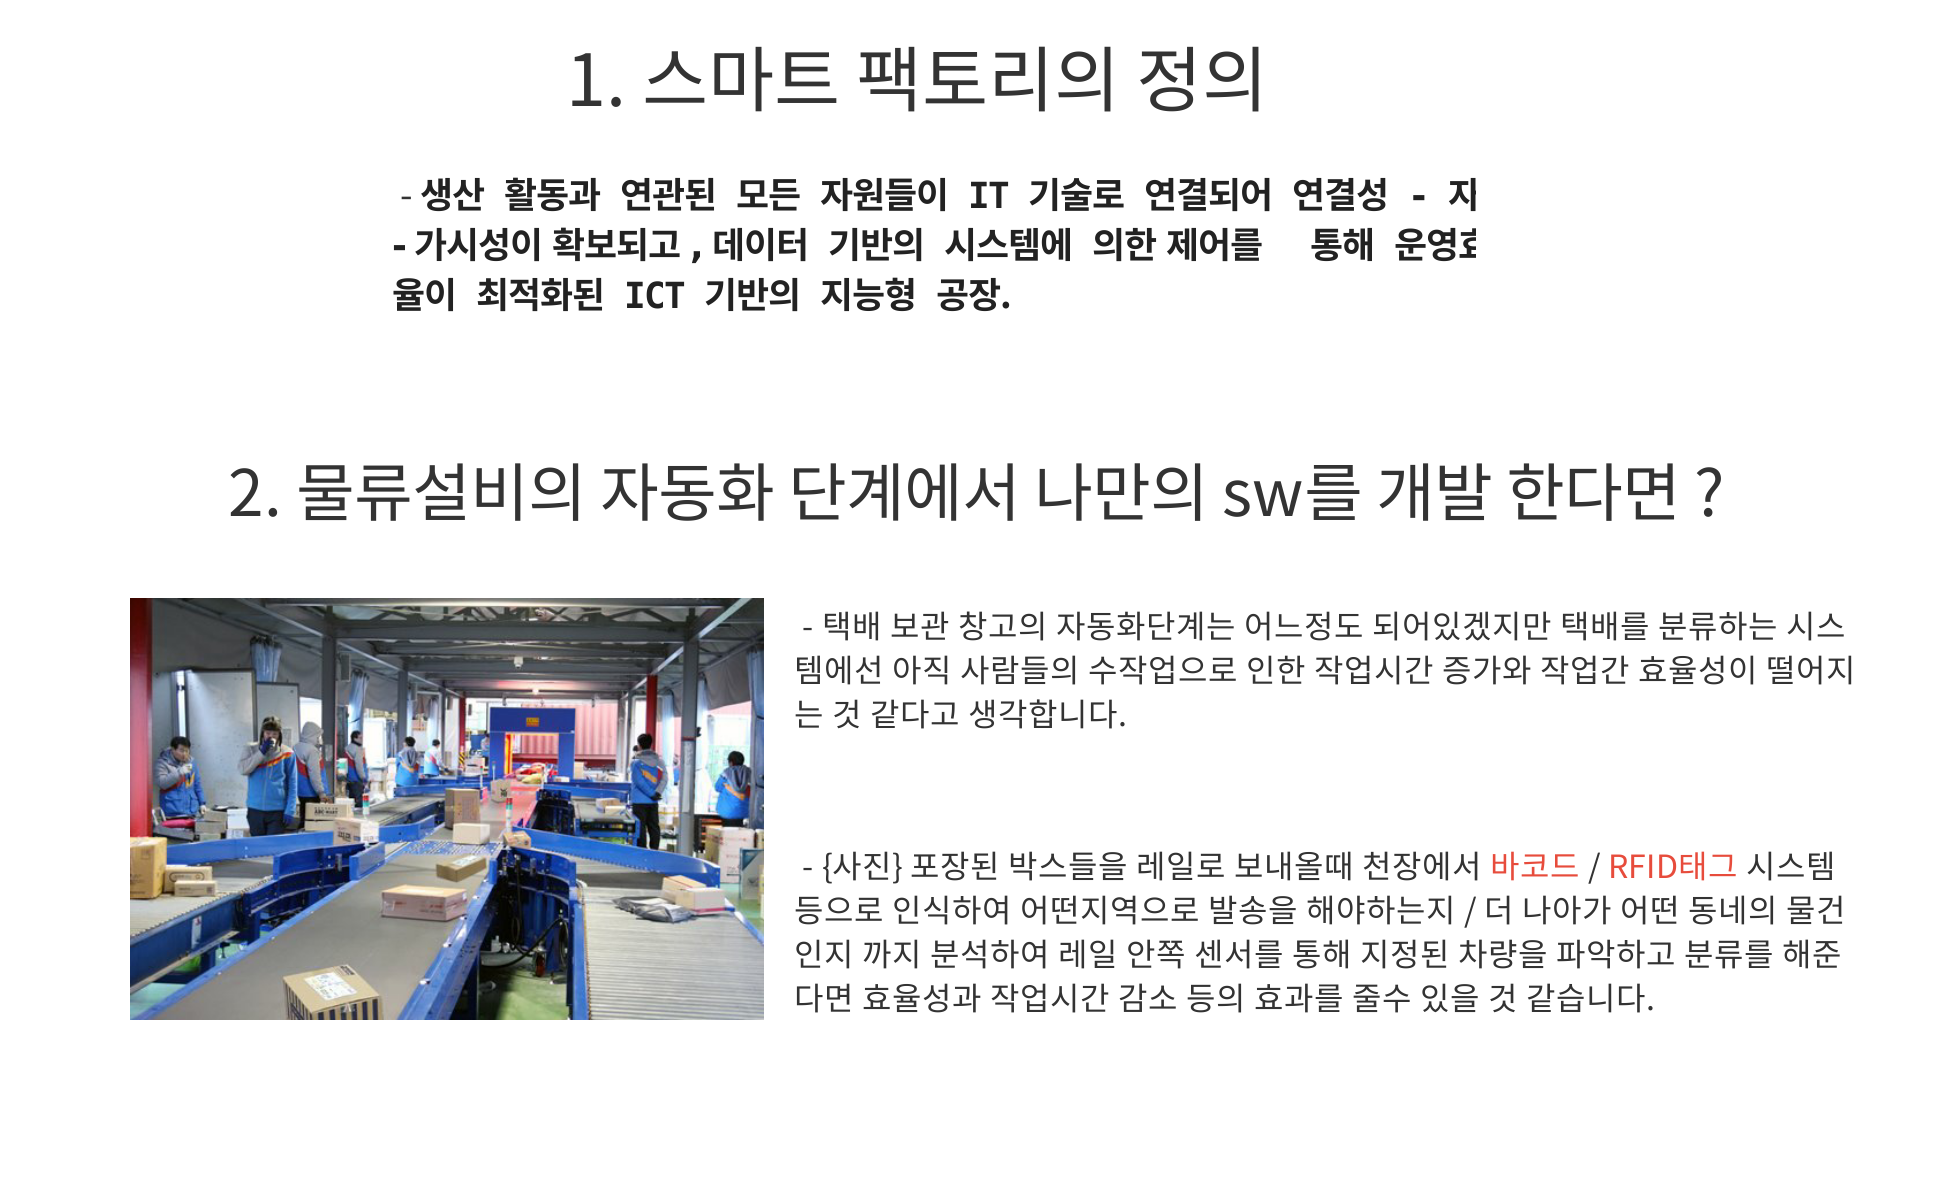 1. 스마트 팩토리의 정의
- 생산 활동과 연관된 모든 자원들이 IT 기술로 연결되어 연결성 - 자
- 가시성이 확보되고 , 데이터 기반의 시스템에 의한 제어를 통해 운영효
율이 최적화된 ICT 기반의 지능형 공장.
2. 물류설비의 자동화 단계에서 나만의 sw를 개발 한다면 ?
- 택배 보관 창고의 자동화단계는 어느정도 되어있겠지만 택배를 분류하는 시스
템에선 아직 사람들의 수작업으로 인한 작업시간 증가와 작업간 효율성이 떨어지
는 것 같다고 생각합니다.
- {사진} 포장된 박스들을 레일로 보내올때 천장에서 바코드 / RFID태그 시스템
등으로 인식하여 어떤지역으로 발송을 해야하는지 / 더 나아가 어떤 동네의 물건
인지 까지 분석하여 레일 안쪽 센서를 통해 지정된 차량을 파악하고 분류를 해준
다면 효율성과 작업시간 감소 등의 효과를 줄수 있을 것 같습니다.